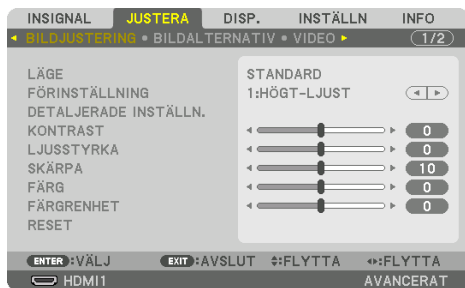 INSIGNAL JUSTERA DISP. INSTÄLLN INFO
BILDJUSTERING • BILDALTERNATIV • VIDEO 1/2
LÄGE STANDARD
FÖRINSTÄLLNING 1:HÖGT-LJUST
DETALJERADE INSTÄLLN.
KONTRAST 0
LJUSSTYRKA 0
SKÄRPA 10
FÄRG 0
FÄRGRENHET 0
RESET
ENTER:VÄLJ EXIT:AVSLUT :FLYTTA :FLYTTA
HDMI1 AVANCERAT